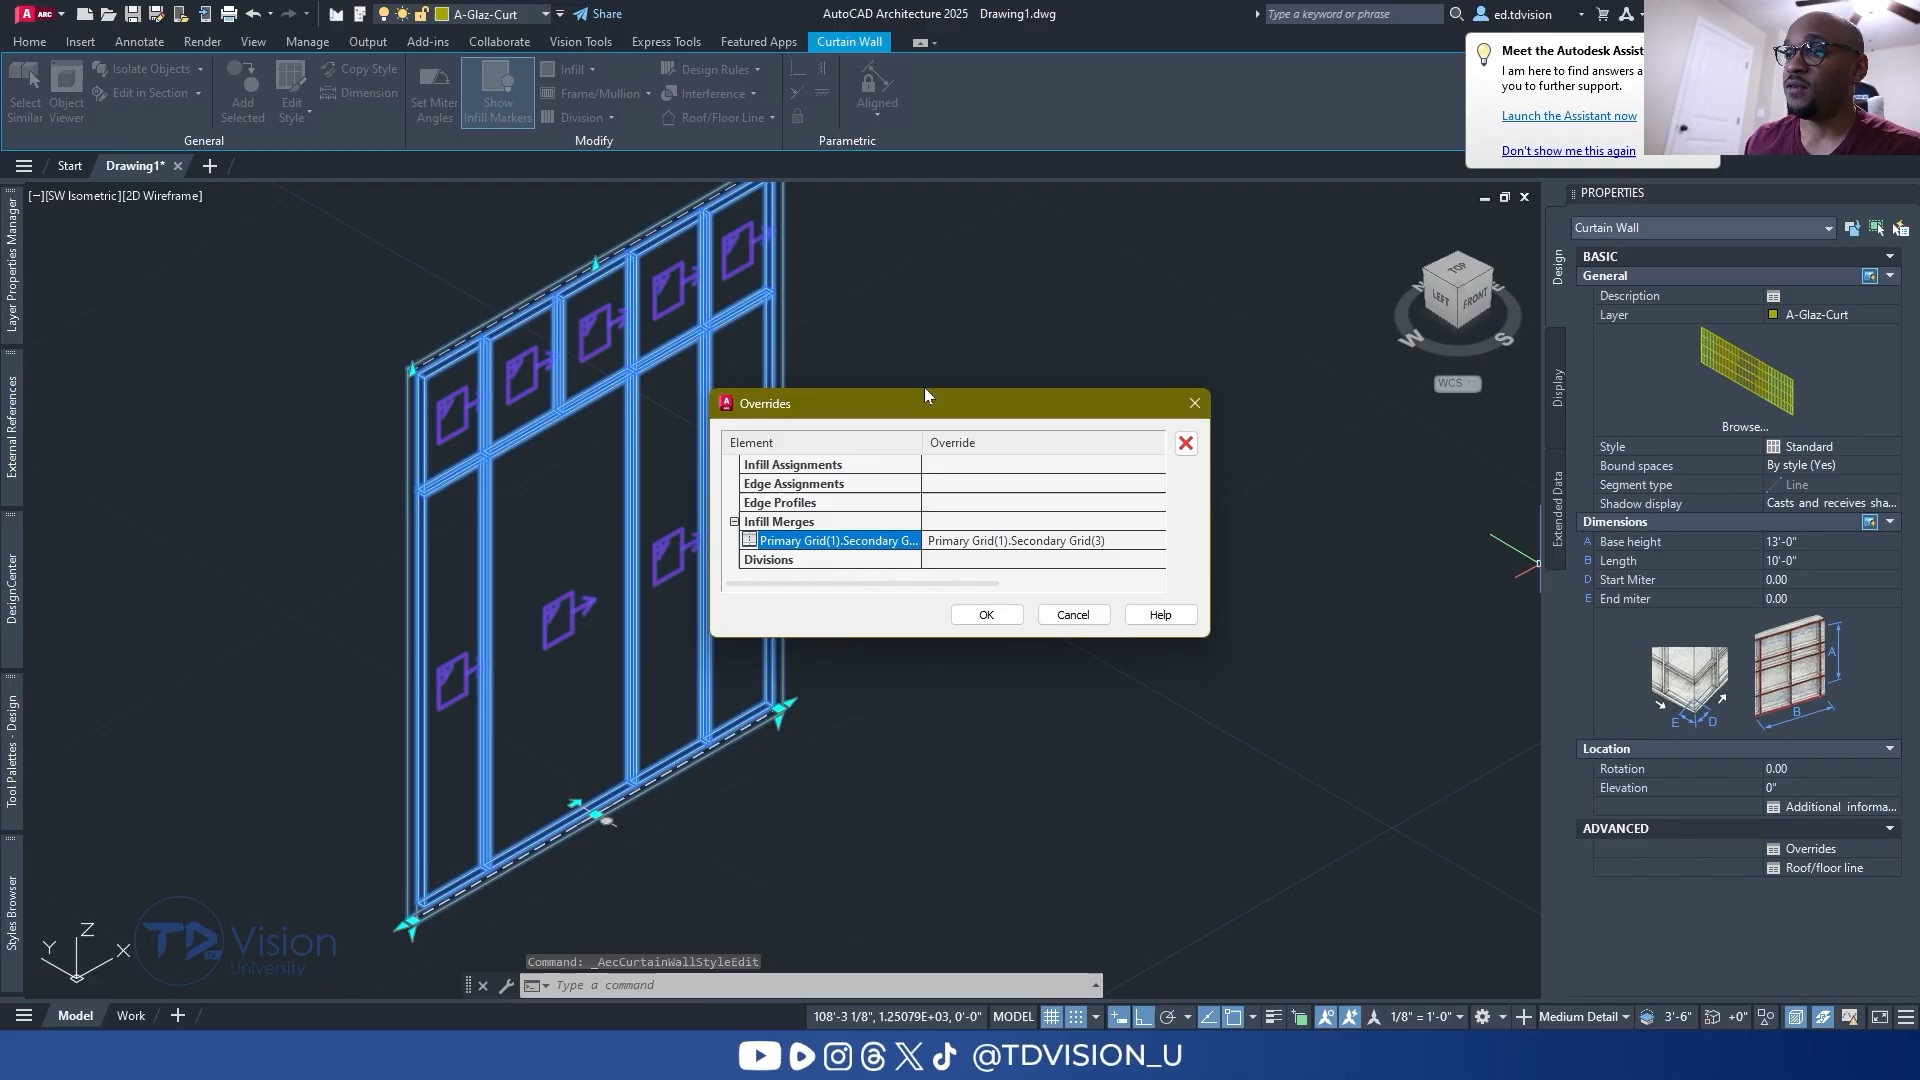 ARC
A-Glaz-Curt
Share
AutoCAD Architecture 2025 Drawing1.dwg
Type a keyword or phrase
ed.tdvision
Home Insert Annotate Render View Manage Output Add-ins Collaborate Vision Tools Express Tools Featured Apps Curtain Wall
Select Similar
Object Viewer
Isolate Objects
Edit in Section
Add Selected
Edit Style
Copy Style
Dimension
Set Miter Angles
Show Infill Markers
Infill
Frame/Mullion
Division
Design Rules
Interference
Roof/Floor Line
Aligned
General
Modify
Parametric
Meet the Autodesk Assist
I am here to find answers a
you to further support.
Launch the Assistant now
Don't show me this again
Start
Drawing1*
[−][SW Isometric][2D Wireframe]
Layer Properties Manager
External References
DesignCenter
Tool Palettes - Design
Styles Browser
TOP
LEFT
FRONT
W
S
WCS
Overrides
Element Override
Infill Assignments
Edge Assignments
Edge Profiles
Infill Merges
Primary Grid(1).Secondary G... Primary Grid(1).Secondary Grid(3)
Divisions
OK Cancel Help
PROPERTIES
Curtain Wall
Design
Display
Extended Data
BASIC
General
Description
Layer A-Glaz-Curt
Browse...
Style Standard
Bound spaces By style (Yes)
Segment type Line
Shadow display Casts and receives sha...
Dimensions
A Base height 13'-0"
B Length 10'-0"
D Start Miter 0.00
E End miter 0.00
A
B
E D
Location
Rotation 0.00
Elevation 0"
Additional informa...
ADVANCED
Overrides
Roof/floor line
Z
Y
X
TD Vision
University
Command: _AecCurtainWallStyleEdit
Type a command
Model Work
108'-3 1/8", 1.25079E+03, 0'-0" MODEL
1/8" = 1'-0"
Medium Detail
3'-6"
+0"
@TDVISION_U